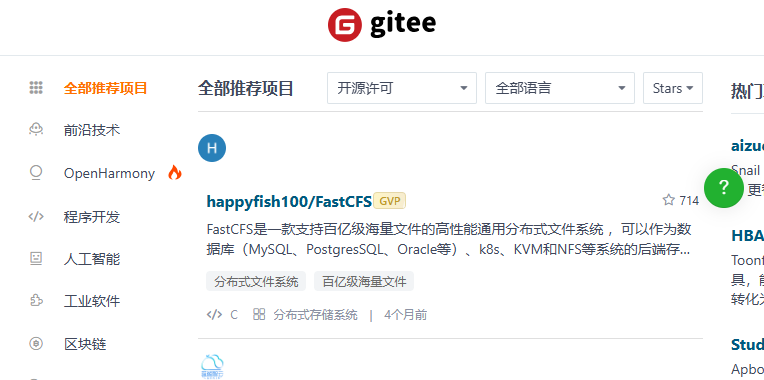 gitee
全部推荐项目
前沿技术
OpenHarmony
程序开发
人工智能
工业软件
区块链
全部推荐项目
开源许可
全部语言
Stars
H
happyfish100/FastCFS GVP
714
FastCFS是一款支持百亿级海量文件的高性能通用分布式文件系统 ，可以作为数
据库（MySQL、PostgresSQL、Oracle等）、k8s、KVM和NFS等系统的后端存...
分布式文件系统 百亿级海量文件
C 分布式存储系统 | 4个月前
热门
aizuo
Snail
?
更
HBA
Toonf
具，能
转化为
Stud
Apbo